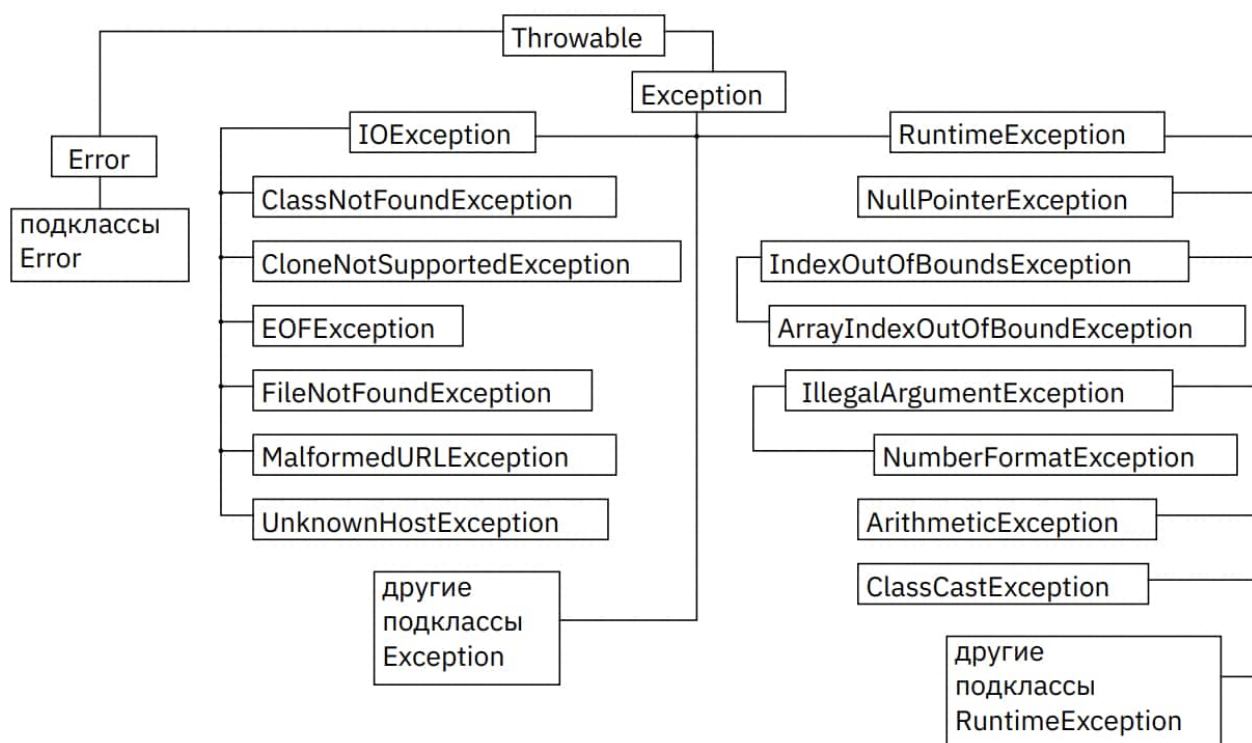 Throwable
Exception
IOException
RuntimeException
Error
ClassNotFoundException
NullPointerException
подклассы
Error
CloneNotSupportedException
IndexOutOfBoundsException
EOFException
ArrayIndexOutOfBoundException
FileNotFoundException
IllegalArgumentException
MalformedURLException
NumberFormatException
UnknownHostException
ArithmeticException
ClassCastException
другие
подклассы
Exception
другие
подклассы
RuntimeException